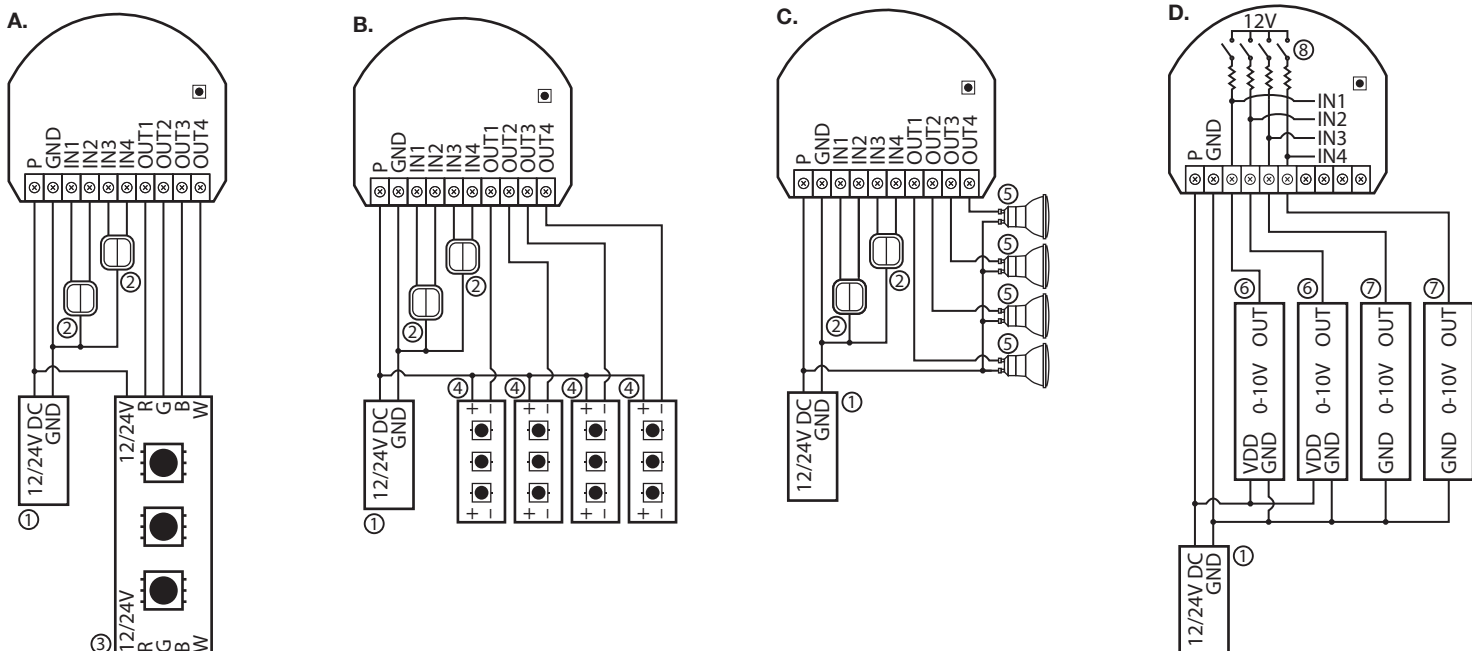 A.
P
GND
IN1
IN2
IN3
IN4
OUT1
OUT2
OUT3
OUT4
②
②
12/24V DC
GND
①
12/24V
R
G
B
W
③
12/24V
R
G
B
W
B.
P
GND
IN1
IN2
IN3
IN4
OUT1
OUT2
OUT3
OUT4
②
②
12/24V DC
GND
①
④
④
④
④
+ −
+ −
+ −
+ −
+ −
+ −
+ −
+ −
C.
P
GND
IN1
IN2
IN3
IN4
OUT1
OUT2
OUT3
OUT4
②
②
⑤
⑤
⑤
⑤
12/24V DC
GND
①
D.
12V
⑧
IN1
IN2
IN3
IN4
P
GND
⑥
⑥
⑦
⑦
VDD
GND
0-10V OUT
VDD
GND
0-10V OUT
GND 0-10V OUT
GND 0-10V OUT
12/24V DC
GND
①